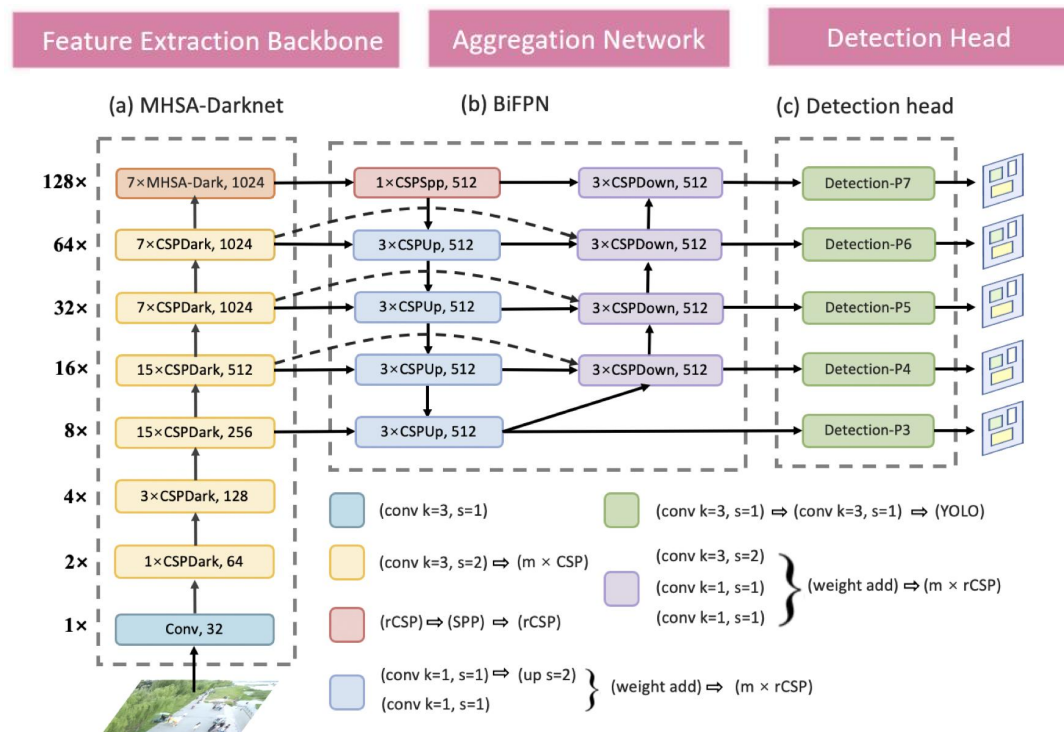 Feature Extraction Backbone
Aggregation Network
Detection Head
(a) MHSA-Darknet
(b) BiFPN
(c) Detection head
128×
7×MHSA-Dark, 1024
1×CSPSpp, 512
3×CSPDown, 512
Detection-P7
64×
7×CSPDark, 1024
3×CSPUp, 512
3×CSPDown, 512
Detection-P6
32×
7×CSPDark, 1024
3×CSPUp, 512
3×CSPDown, 512
Detection-P5
16×
15×CSPDark, 512
3×CSPUp, 512
3×CSPDown, 512
Detection-P4
8×
15×CSPDark, 256
3×CSPUp, 512
Detection-P3
4×
3×CSPDark, 128
2×
1×CSPDark, 64
1×
Conv, 32
(conv k=3, s=1)
(conv k=3, s=2) ⇨ (m × CSP)
(rCSP) ⇨ (SPP) ⇨ (rCSP)
(conv k=1, s=1) ⇨ (up s=2)
(conv k=1, s=1)
(weight add) ⇨ (m × rCSP)
(conv k=3, s=1) ⇨ (conv k=3, s=1) ⇨ (YOLO)
(conv k=3, s=2)
(conv k=1, s=1)
(conv k=1, s=1)
(weight add) ⇨ (m × rCSP)